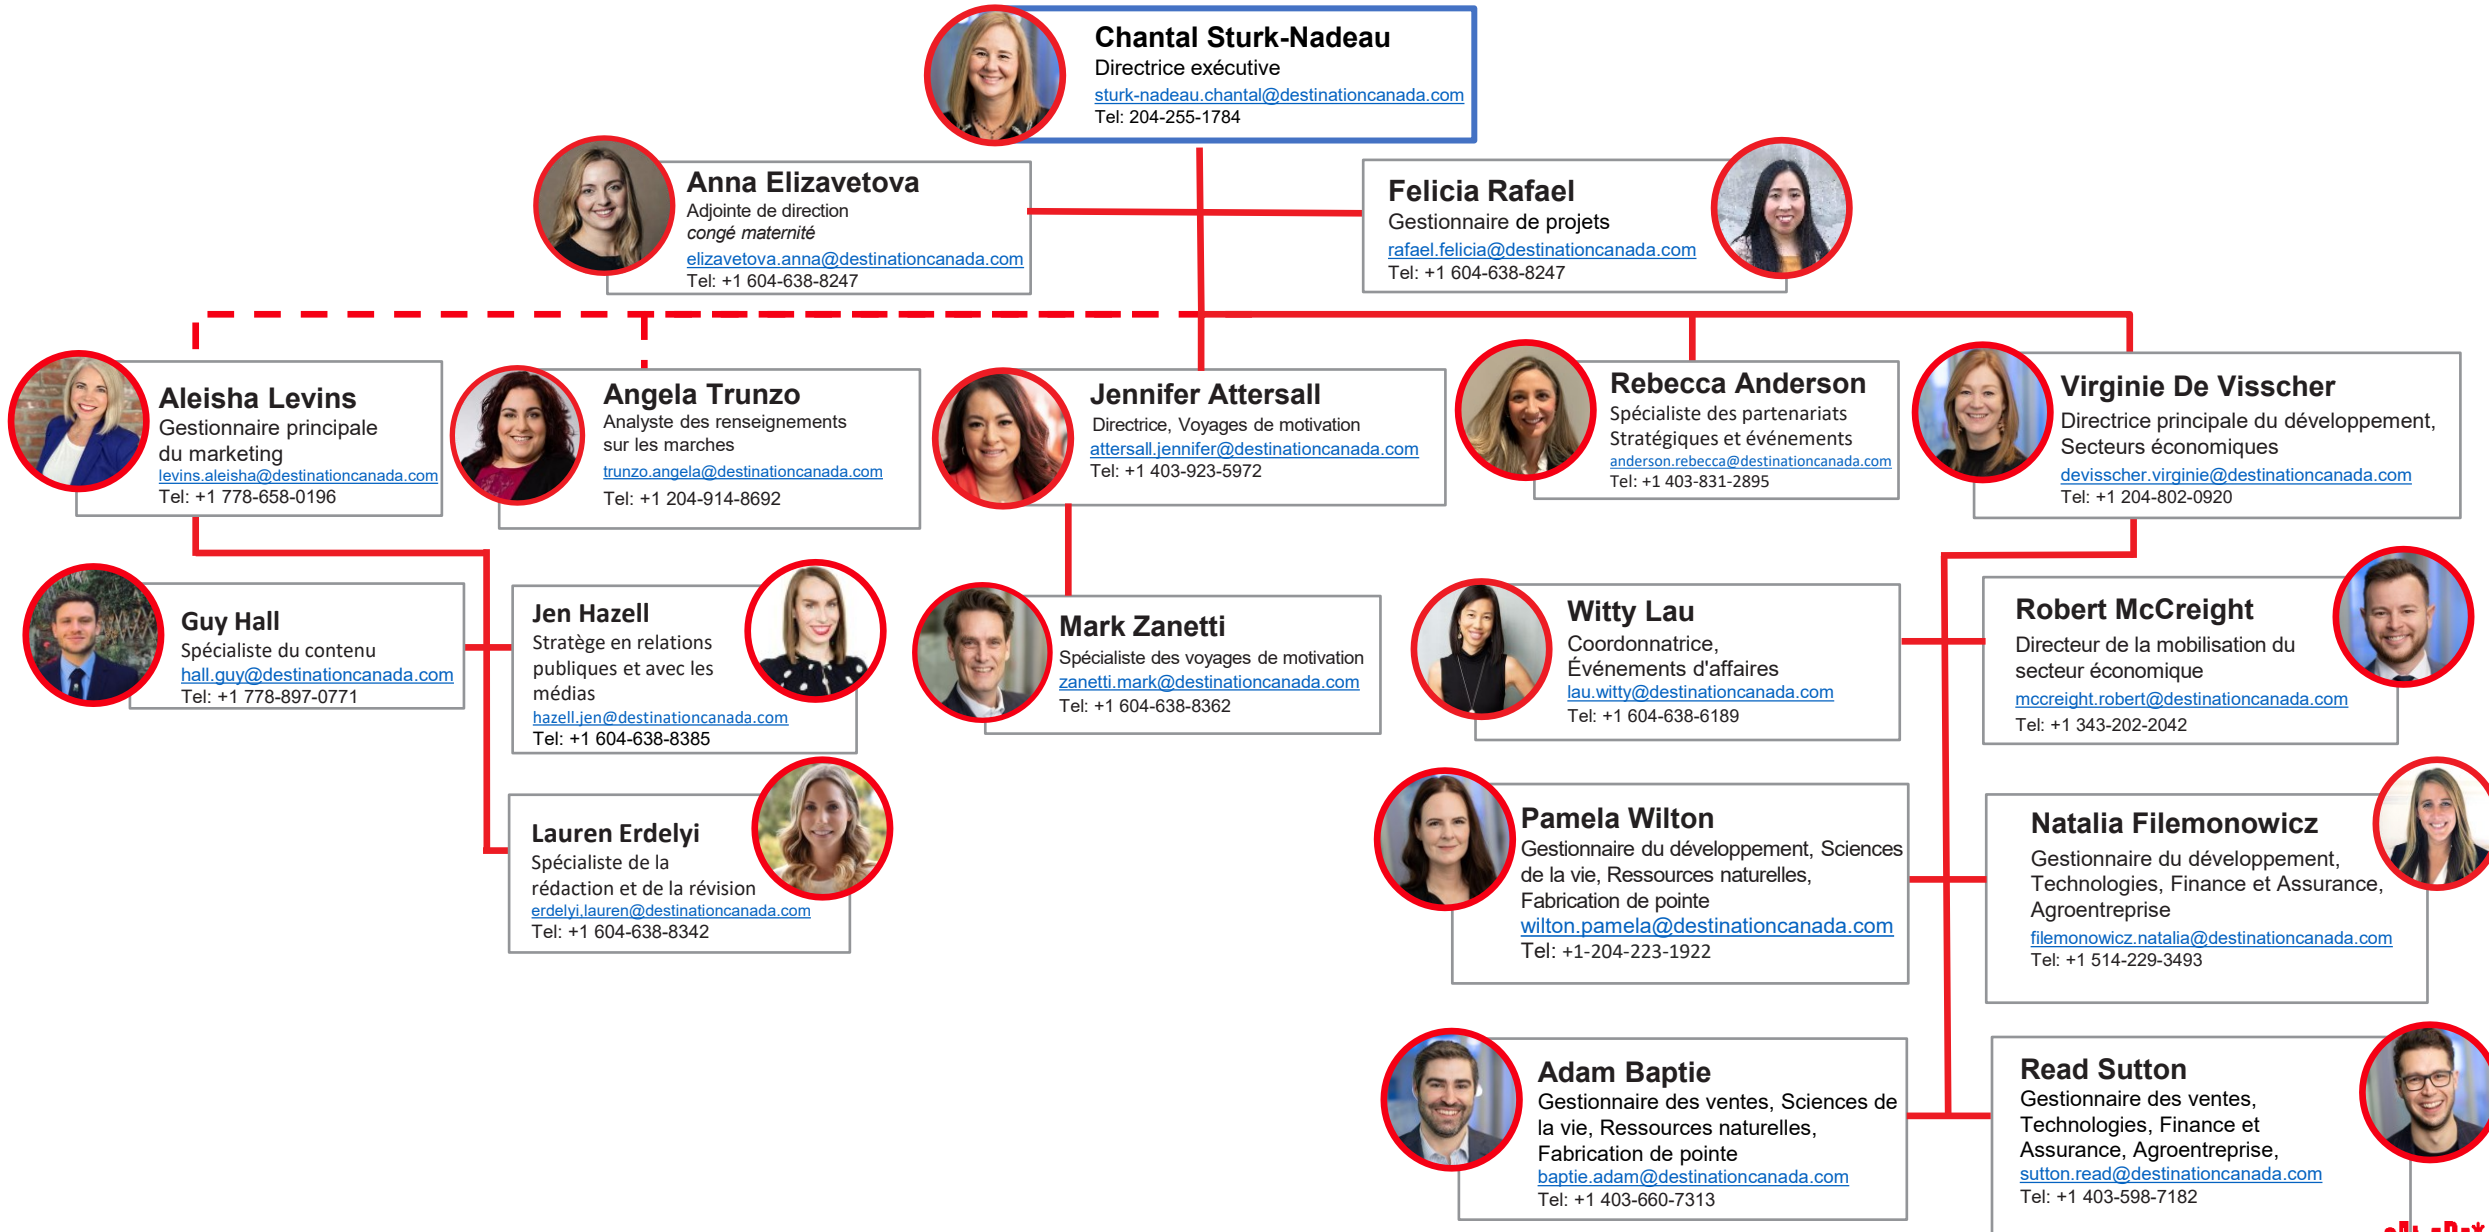 Chantal Sturk-Nadeau
Directrice exécutive
sturk-nadeau.chantal@destinationcanada.com
Tel: 204-255-1784
Anna Elizavetova
Adjointe de direction
congé maternité
elizavetova.anna@destinationcanada.com
Tel: +1 604-638-8247
Felicia Rafael
Gestionnaire de projets
rafael.felicia@destinationcanada.com
Tel: +1 604-638-8247
Aleisha Levins
Gestionnaire principale
du marketing
levins.aleisha@destinationcanada.com
Tel: +1 778-658-0196
Angela Trunzo
Analyste des renseignements
sur les marches
trunzo.angela@destinationcanada.com
Tel: +1 204-914-8692
Jennifer Attersall
Directrice, Voyages de motivation
attersall.jennifer@destinationcanada.com
Tel: +1 403-923-5972
Rebecca Anderson
Spécialiste des partenariats
Stratégiques et événements
anderson.rebecca@destinationcanada.com
Tel: +1 403-831-2895
Virginie De Visscher
Directrice principale du développement,
Secteurs économiques
devisscher.virginie@destinationcanada.com
Tel: +1 204-802-0920
Guy Hall
Spécialiste du contenu
hall.guy@destinationcanada.com
Tel: +1 778-897-0771
Jen Hazell
Stratège en relations
publiques et avec les
médias
hazell.jen@destinationcanada.com
Tel: +1 604-638-8385
Mark Zanetti
Spécialiste des voyages de motivation
zanetti.mark@destinationcanada.com
Tel: +1 604-638-8362
Witty Lau
Coordonnatrice,
Événements d'affaires
lau.witty@destinationcanada.com
Tel: +1 604-638-6189
Robert McCreight
Directeur de la mobilisation du
secteur économique
mccreight.robert@destinationcanada.com
Tel: +1 343-202-2042
Lauren Erdelyi
Spécialiste de la
rédaction et de la révision
erdelyi,lauren@destinationcanada.com
Tel: +1 604-638-8342
Pamela Wilton
Gestionnaire du développement, Sciences
de la vie, Ressources naturelles,
Fabrication de pointe
wilton.pamela@destinationcanada.com
Tel: +1-204-223-1922
Natalia Filemonowicz
Gestionnaire du développement,
Technologies, Finance et Assurance,
Agroentreprise
filemonowicz.natalia@destinationcanada.com
Tel: +1 514-229-3493
Adam Baptie
Gestionnaire des ventes, Sciences de
la vie, Ressources naturelles,
Fabrication de pointe
baptie.adam@destinationcanada.com
Tel: +1 403-660-7313
Read Sutton
Gestionnaire des ventes,
Technologies, Finance et
Assurance, Agroentreprise,
sutton.read@destinationcanada.com
Tel: +1 403-598-7182